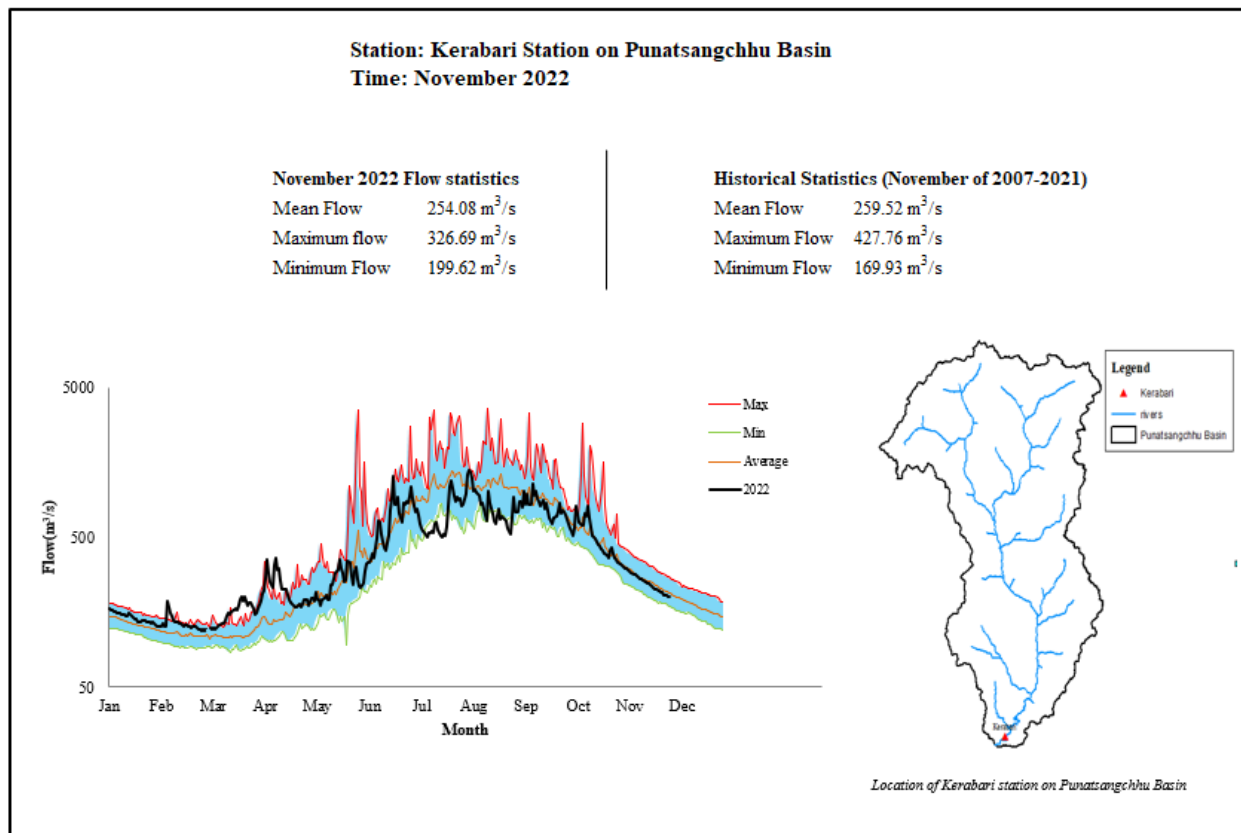 Station: Kerabari Station on Punatsangchhu Basin
Time: November 2022
November 2022 Flow statistics
Mean Flow 254.08 m³/s
Maximum flow 326.69 m³/s
Minimum Flow 199.62 m³/s
Historical Statistics (November of 2007-2021)
Mean Flow 259.52 m³/s
Maximum Flow 427.76 m³/s
Minimum Flow 169.93 m³/s
5000
500
50
Flow(m³/s)
Jan Feb Mar Apr May Jun Jul Aug Sep Oct Nov Dec
Month
Max
Min
Average
2022
Legend
Kerabari
rivers
Punatsangchhu Basin
Location of Kerabari station on Punatsangchhu Basin